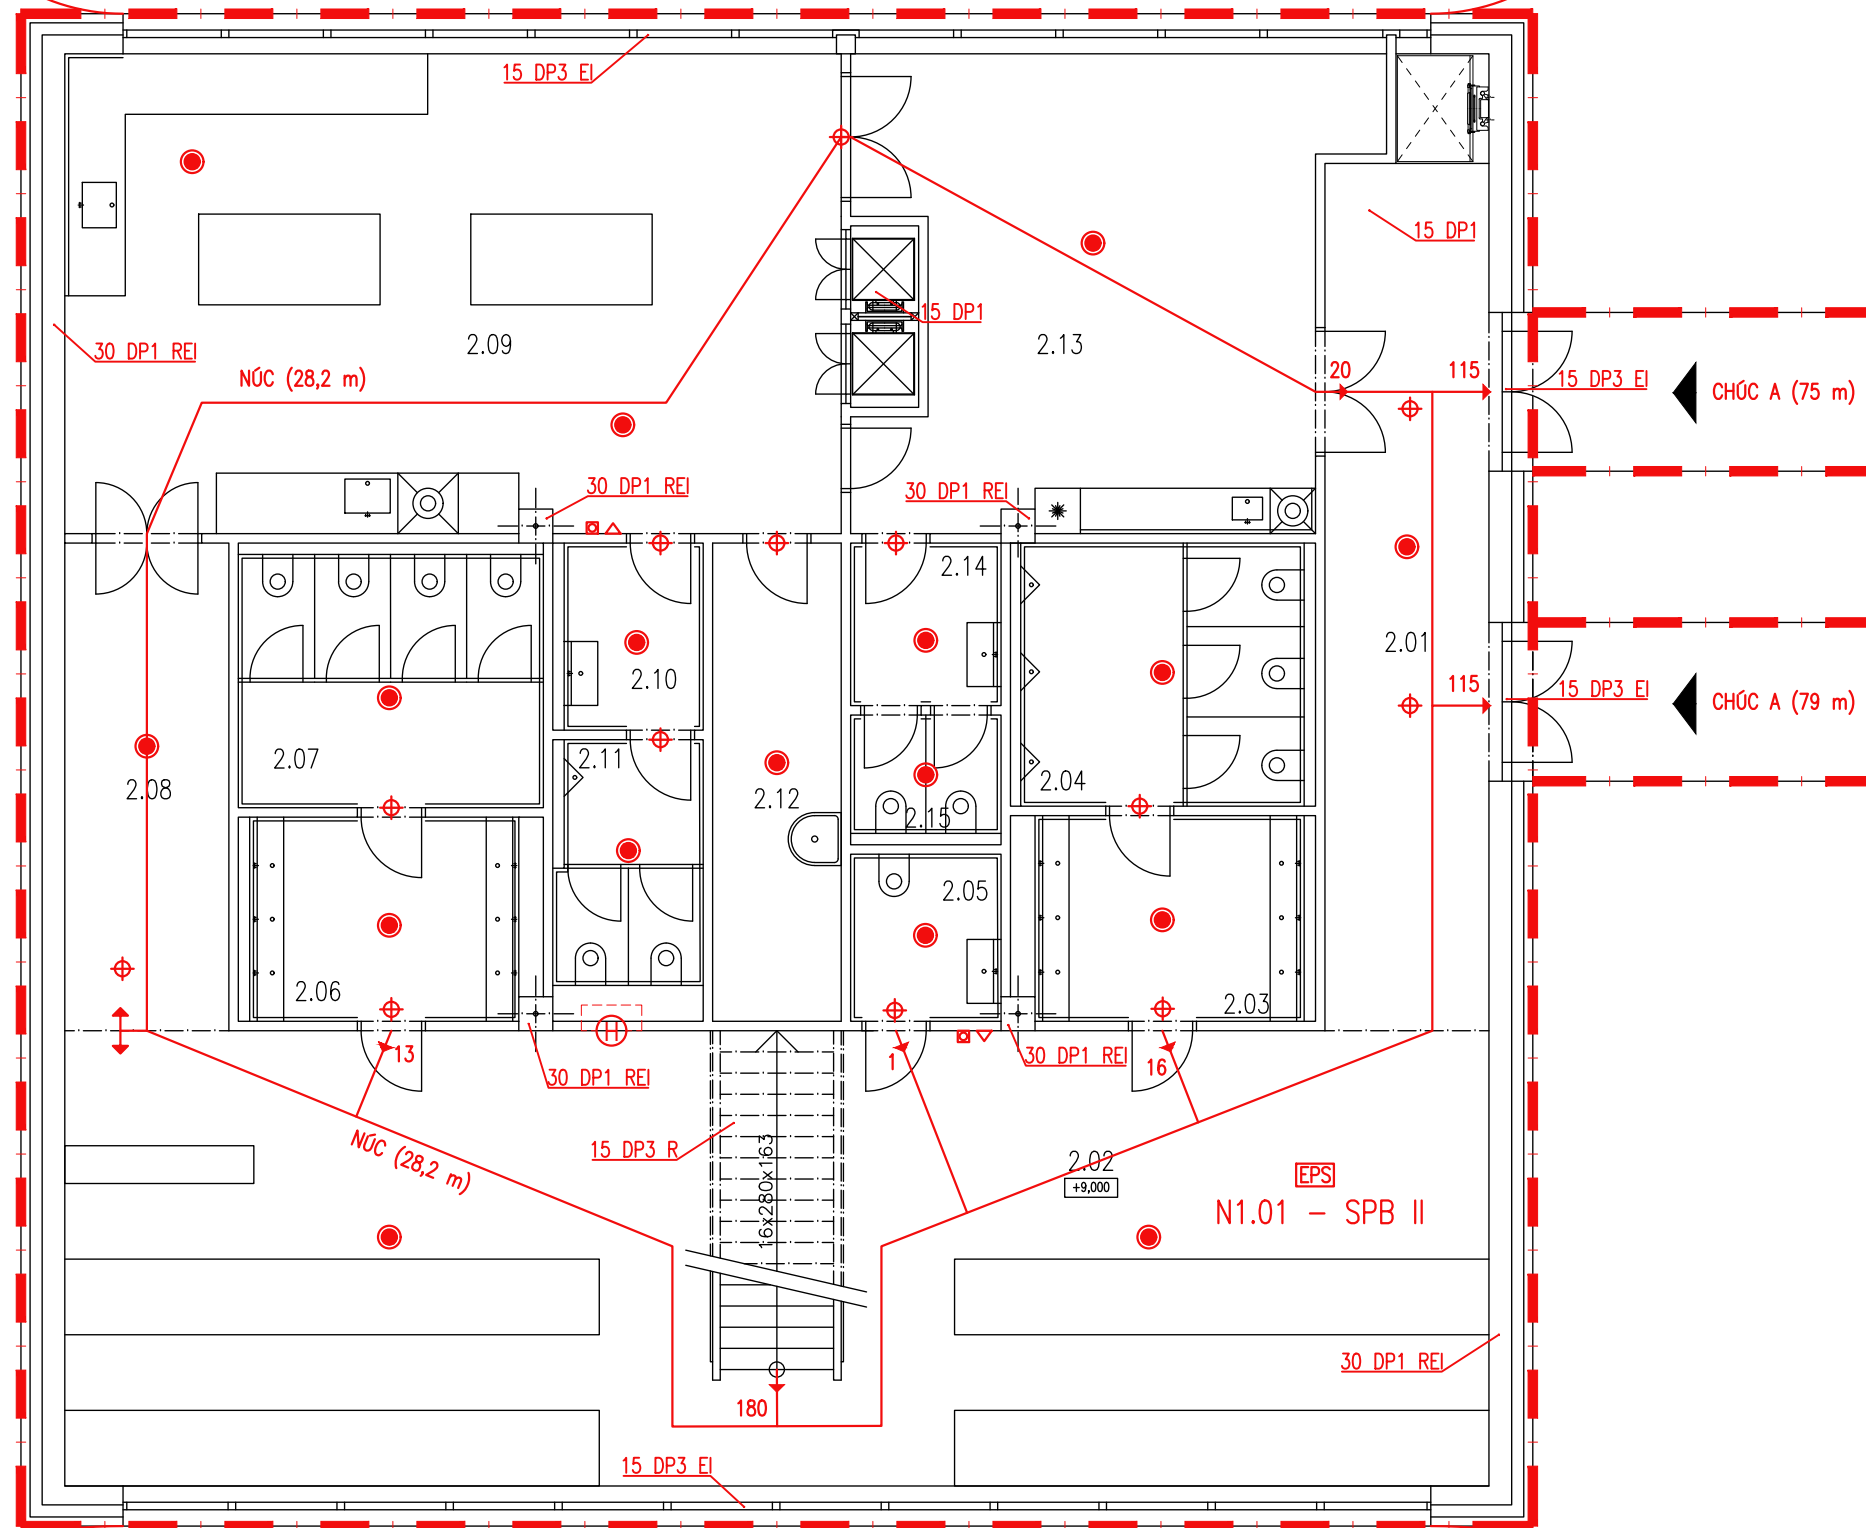 15 DP3 EI
15 DP1
15 DP1
30 DP1 REI
2.09
2.13
NÚC (28,2 m)
20
115
15 DP3 EI
CHÚC A (75 m)
30 DP1 REI
30 DP1 REI
2.14
2.10
2.01
115
15 DP3 EI
CHÚC A (79 m)
2.07
2.11
2.04
2.08
2.12
2.15
2.05
2.06
2.03
H
13
30 DP1 REI
1
30 DP1 REI
16
NÚC (28,2 m)
15 DP3 R
16x280x163
2.02
+9,000
EPS
N1.01 – SPB II
30 DP1 REI
180
15 DP3 EI